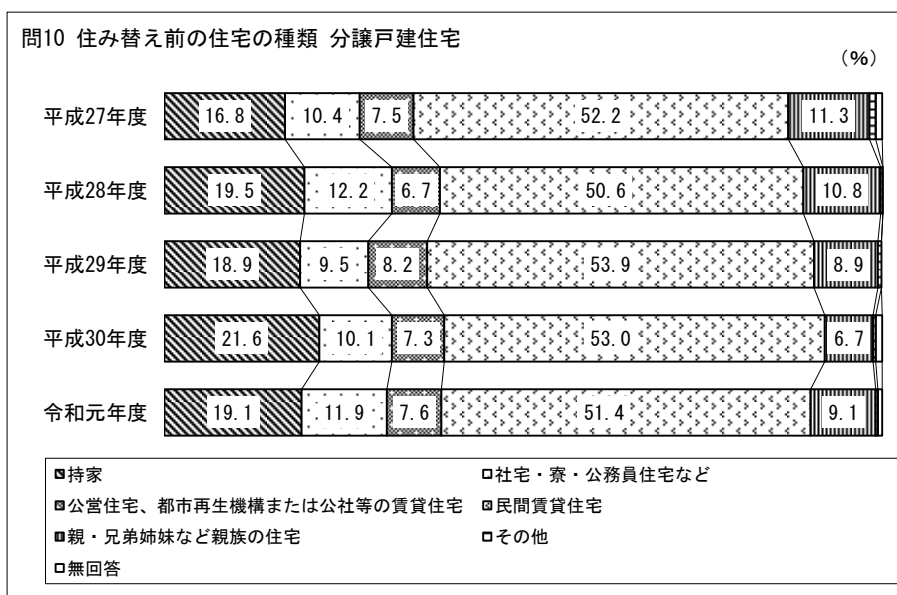 問10 住み替え前の住宅の種類 分譲戸建住宅
(%)
平成27年度 16.8 10.4 7.5 52.2 11.3
平成28年度 19.5 12.2 6.7 50.6 10.8
平成29年度 18.9 9.5 8.2 53.9 8.9
平成30年度 21.6 10.1 7.3 53.0 6.7
令和元年度 19.1 11.9 7.6 51.4 9.1
持家 社宅・寮・公務員住宅など
公営住宅、都市再生機構または公社等の賃貸住宅 民間賃貸住宅
親・兄弟姉妹など親族の住宅 その他
無回答